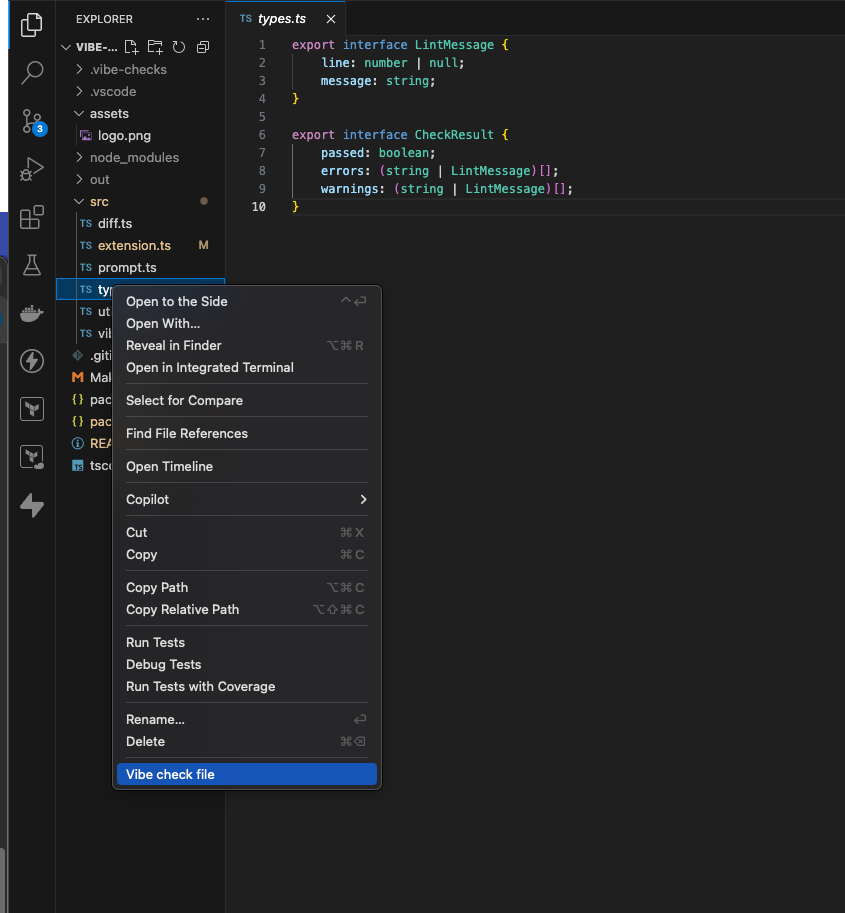 EXPLORER
VIBE-...
.vibe-checks
.vscode
assets
logo.png
node_modules
out
src
TS diff.ts
TS extension.ts M
TS prompt.ts
TS typ
TS ut
TS vib
.giti
M Mak
{} pac
{} pac
REA
TS tsco
3
Open to the Side ^⏎
Open With...
Reveal in Finder ⌥⌘R
Open in Integrated Terminal
Select for Compare
Find File References
Open Timeline
Copilot
Cut ⌘X
Copy ⌘C
Copy Path ⌥⌘C
Copy Relative Path ⌥⇧⌘C
Run Tests
Debug Tests
Run Tests with Coverage
Rename... ⏎
Delete ⌘⌫
Vibe check file
TS types.ts
1 export interface LintMessage {
2 line: number | null;
3 message: string;
4 }
5
6 export interface CheckResult {
7 passed: boolean;
8 errors: (string | LintMessage)[];
9 warnings: (string | LintMessage)[];
10 }